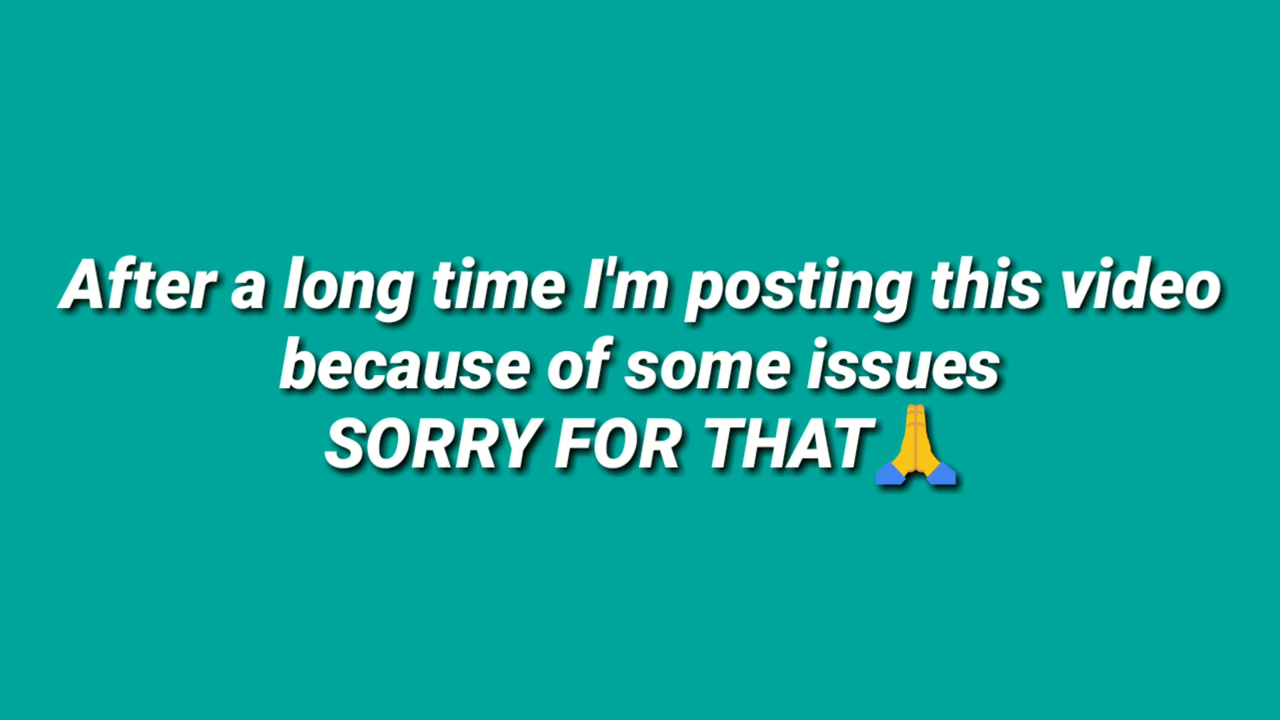 After a long time I'm posting this video
because of some issues
SORRY FOR THAT🙏